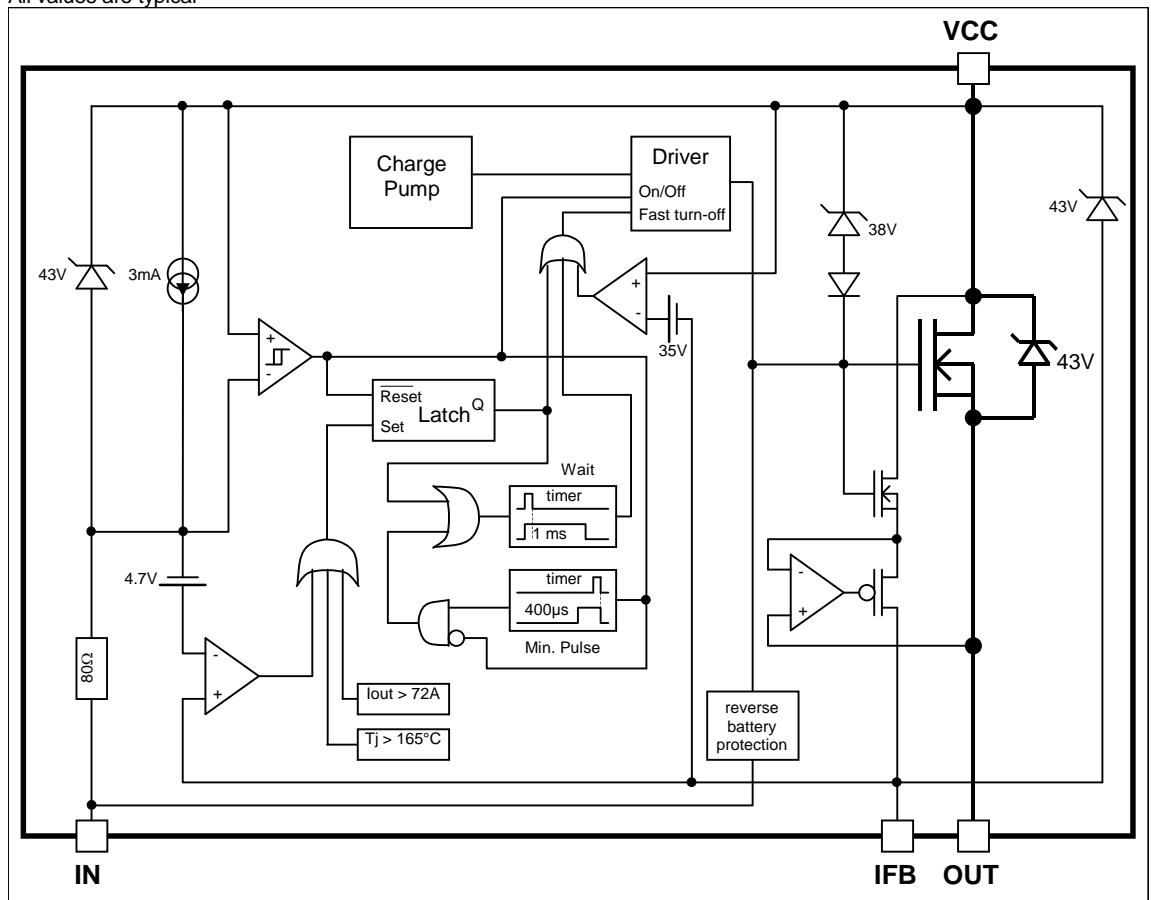 All values are typical
VCC
Charge
Pump
Driver
On/Off
Fast turn-off
43V
3mA
38V
43V
+
-
35V
+
-
43V
Reset
Latch
Q
Set
Wait
timer
1 ms
4.7V
timer
400µs
Min. Pulse
-
+
80Ω
-
+
Iout > 72A
Tj > 165°C
reverse
battery
protection
IN
IFB
OUT